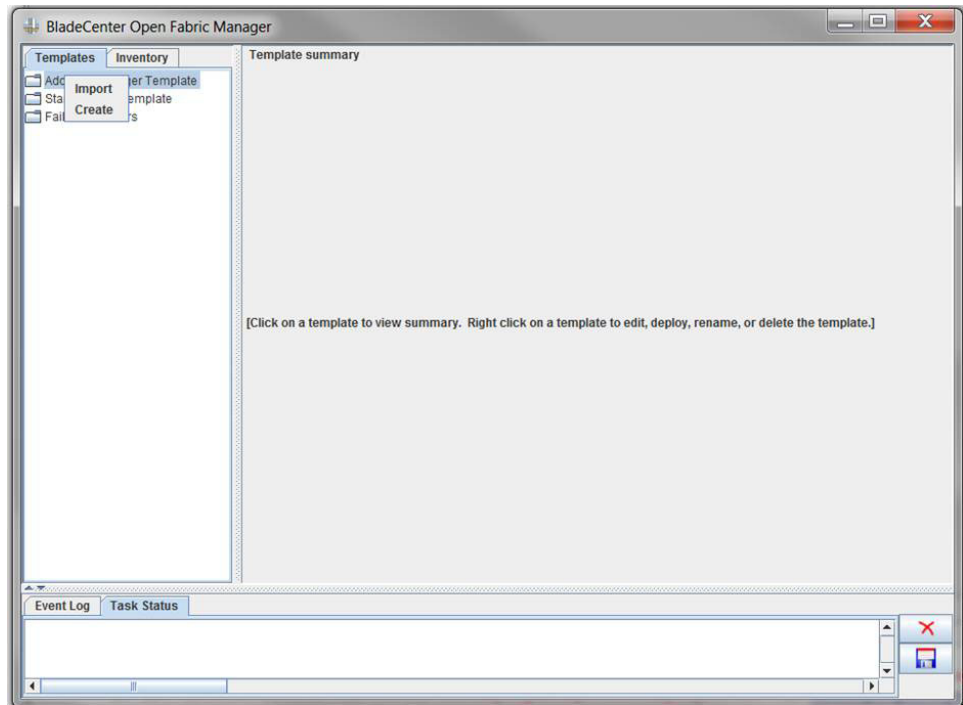 BladeCenter Open Fabric Manager
Templates Inventory
Template summary
Import
Create
Template
[Click on a template to view summary. Right click on a template to edit, deploy, rename, or delete the template.]
Event Log Task Status